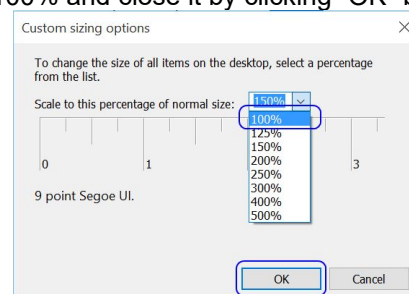 100% and close it by clicking "OK" b
Custom sizing options
To change the size of all items on the desktop, select a percentage
from the list.
Scale to this percentage of normal size: 150%
100%
125%
150%
200%
250%
300%
400%
500%
0 1 3
9 point Segoe UI.
OK Cancel